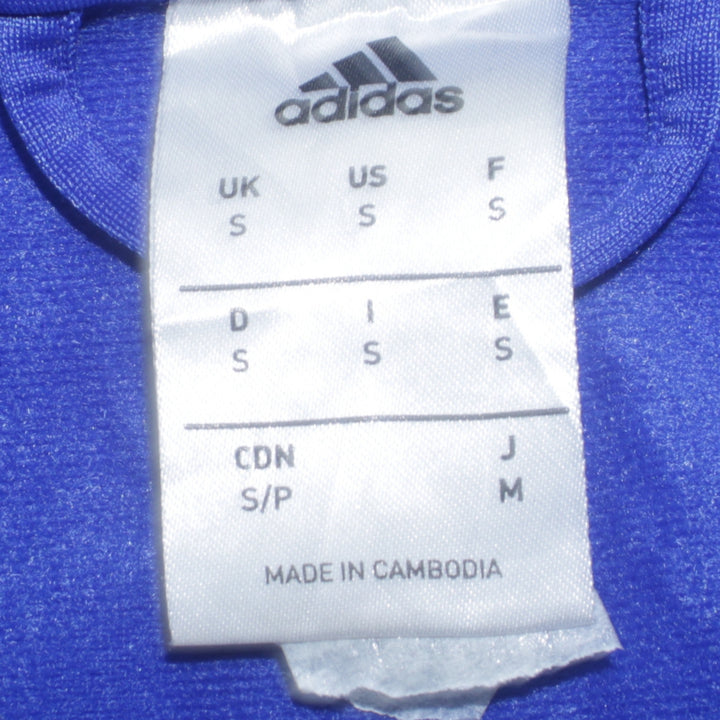 adidas
UK US F
S S S
D I E
S S S
CDN J
S/P M
MADE IN CAMBODIA